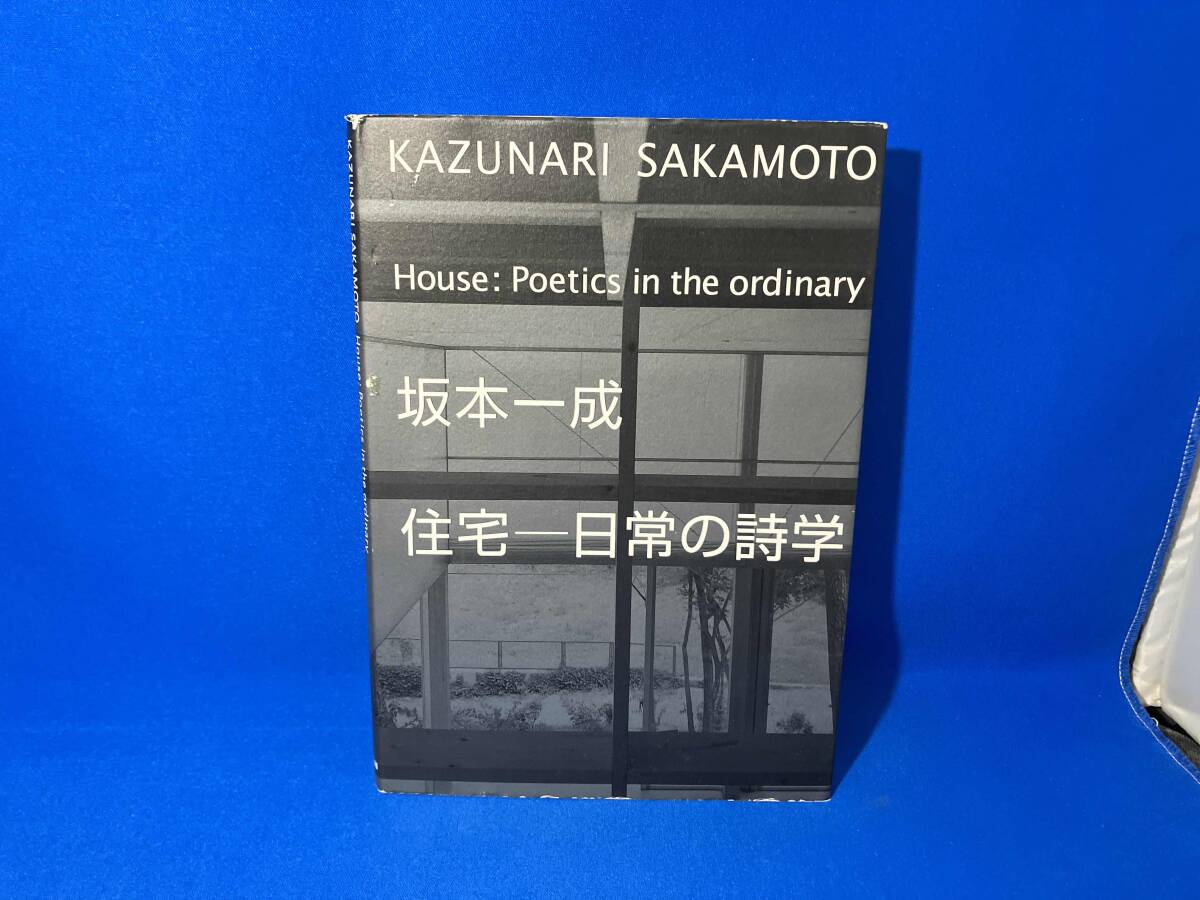 KAZUNARI SAKAMOTO
House: Poetics in the ordinary
坂本一成
住宅―日常の詩学
KAZUNARI SAKAMOTO House: Poetics in the ordinary